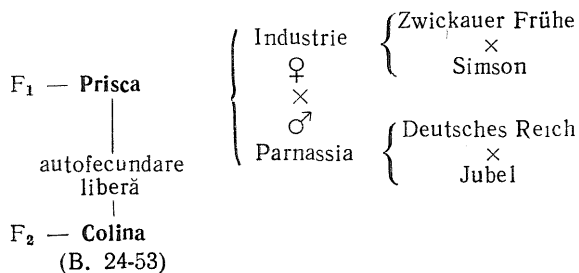 F₁ — Prisca
autofecundare
liberă
F₂ — Colina
(B. 24-53)
Industrie
♀
×
♂
Parnassia
Zwickauer Frühe
×
Simson
Deutsches Reich
×
Jubel